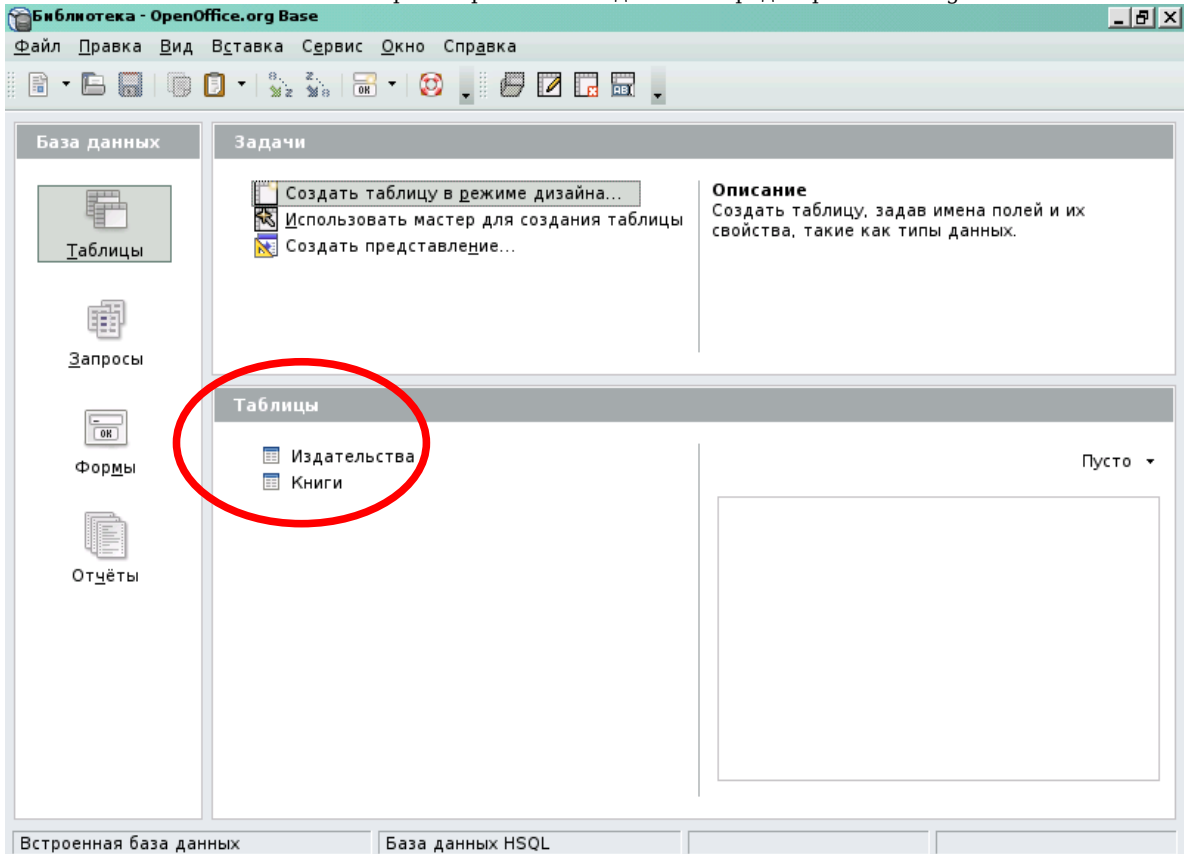 Библиотека - OpenOffice.org Base
Файл Правка Вид Вставка Сервис Окно Справка
База данных
Задачи
Таблицы
Запросы
Формы
Отчёты
Создать таблицу в режиме дизайна...
Использовать мастер для создания таблицы
Создать представление...
Описание
Создать таблицу, задав имена полей и их
свойства, такие как типы данных.
Таблицы
Издательства
Книги
Пусто
Встроенная база данных
База данных HSQL